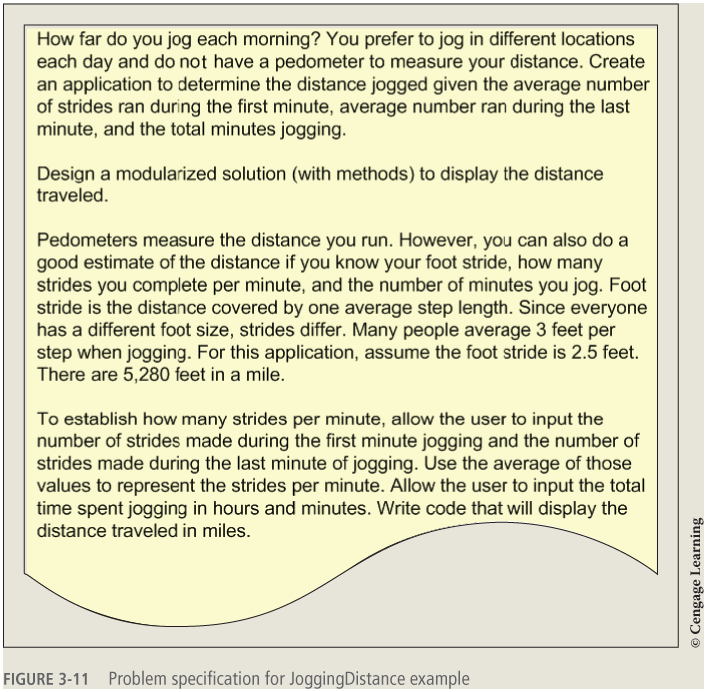 How far do you jog each morning? You prefer to jog in different locations
each day and do not have a pedometer to measure your distance. Create
an application to determine the distance jogged given the average number
of strides ran during the first minute, average number ran during the last
minute, and the total minutes jogging.
Design a modularized solution (with methods) to display the distance
traveled.
Pedometers measure the distance you run. However, you can also do a
good estimate of the distance if you know your foot stride, how many
strides you complete per minute, and the number of minutes you jog. Foot
stride is the distance covered by one average step length. Since everyone
has a different foot size, strides differ. Many people average 3 feet per
step when jogging. For this application, assume the foot stride is 2.5 feet.
There are 5,280 feet in a mile.
To establish how many strides per minute, allow the user to input the
number of strides made during the first minute jogging and the number of
strides made during the last minute of jogging. Use the average of those
values to represent the strides per minute. Allow the user to input the total
time spent jogging in hours and minutes. Write code that will display the
distance traveled in miles.
© Cengage Learning
FIGURE 3-11 Problem specification for JoggingDistance example